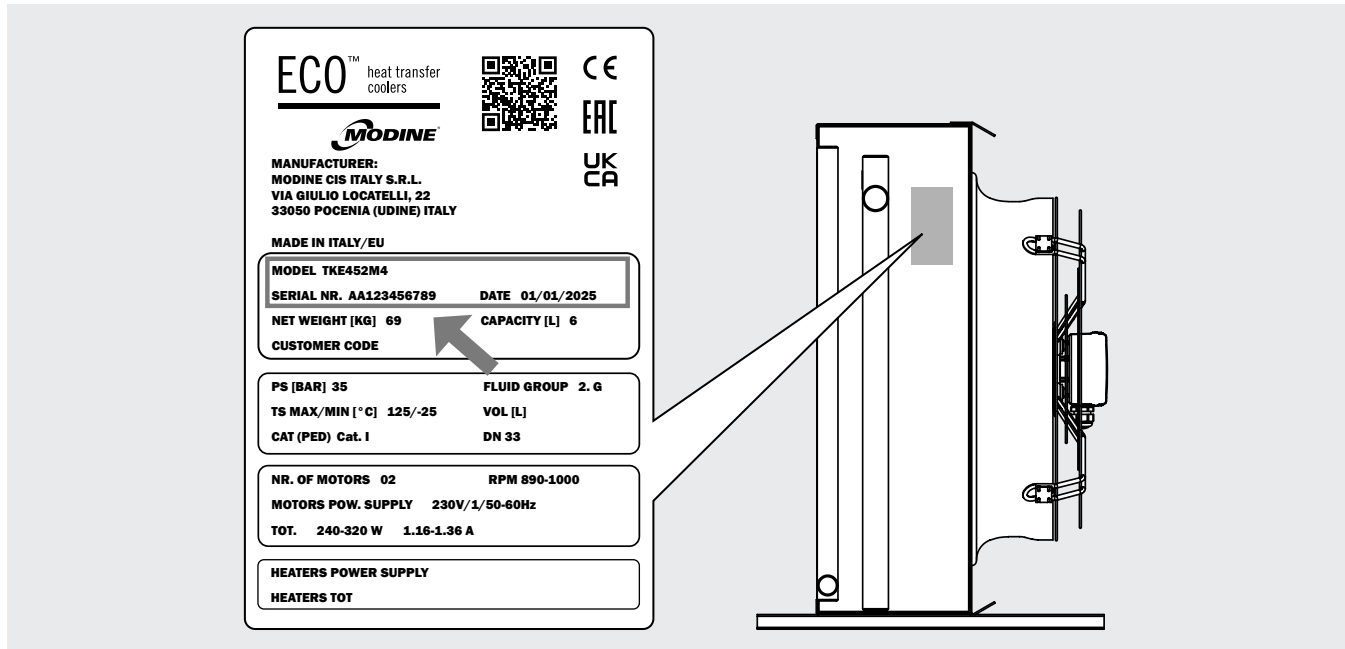 ECO™ heat transfer
coolers
MODINE®
CE
EAC
UK
CA
MANUFACTURER:
MODINE CIS ITALY S.R.L.
VIA GIULIO LOCATELLI, 22
33050 POCENIA (UDINE) ITALY
MADE IN ITALY/EU
MODEL TKE452M4
SERIAL NR. AA123456789 DATE 01/01/2025
NET WEIGHT [KG] 69 CAPACITY [L] 6
CUSTOMER CODE
PS [BAR] 35 FLUID GROUP 2. G
TS MAX/MIN [°C] 125/-25 VOL [L]
CAT (PED) Cat. I DN 33
NR. OF MOTORS 02 RPM 890-1000
MOTORS POW. SUPPLY 230V/1/50-60Hz
TOT. 240-320 W 1.16-1.36 A
HEATERS POWER SUPPLY
HEATERS TOT